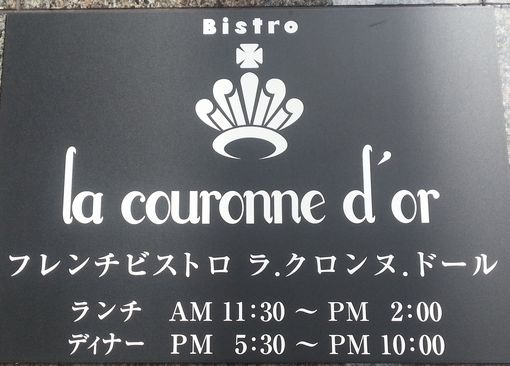 Bistro
la couronne d'or
フレンチビストロ ラ.クロンヌ.ドール
ランチ AM 11:30 ～ PM 2:00
ディナー PM 5:30 ～ PM 10:00